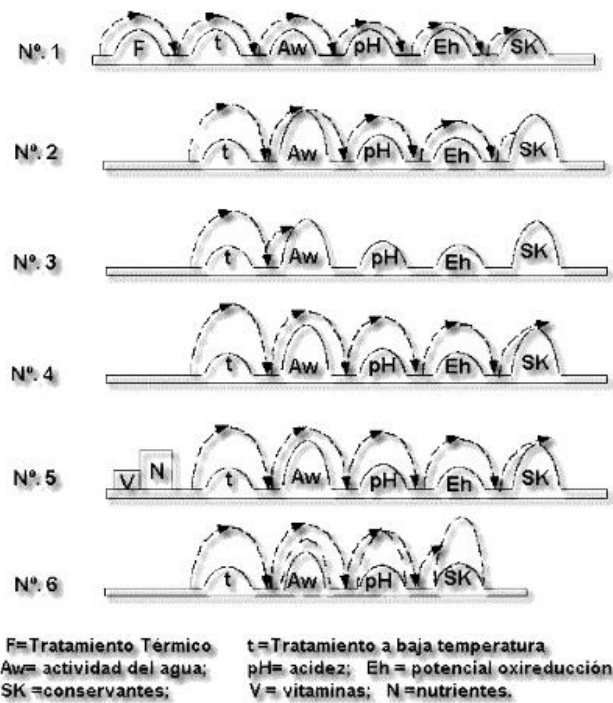 Nº. 1 F t Aw pH Eh SK
Nº. 2 t Aw pH Eh SK
Nº. 3 t Aw pH Eh SK
Nº. 4 t Aw pH Eh SK
Nº. 5 V N t Aw pH Eh SK
Nº. 6 t Aw pH SK
F=Tratamiento Térmico t=Tratamiento a baja temperatura
Aw= actividad del agua; pH= acidez; Eh = potencial oxireducción
SK =conservantes; V = vitaminas; N =nutrientes.